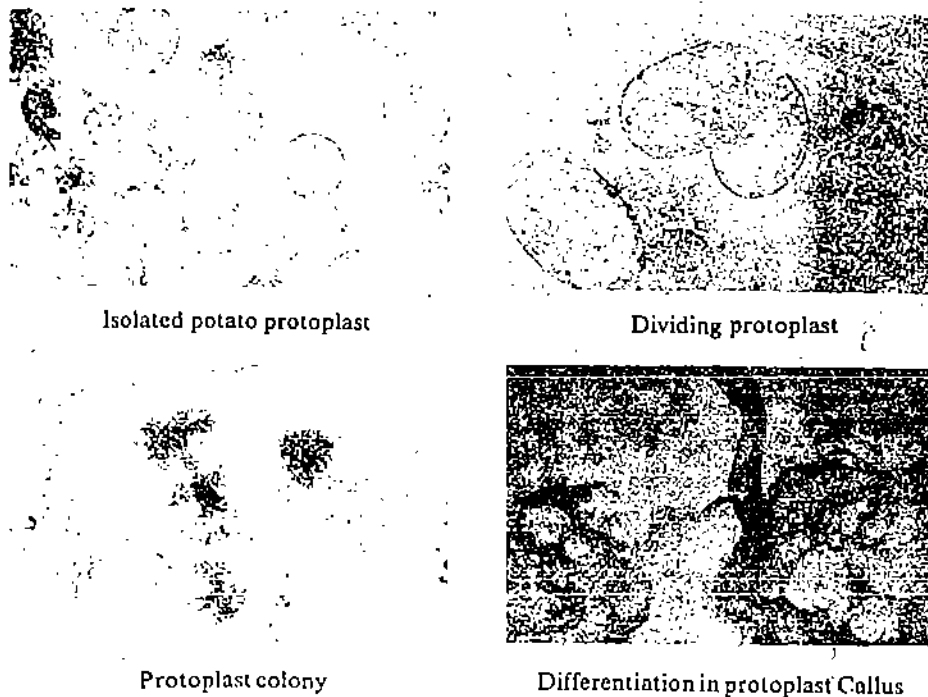 Isolated potato protoplast
Dividing protoplast
Protoplast colony
Differentiation in protoplast Callus